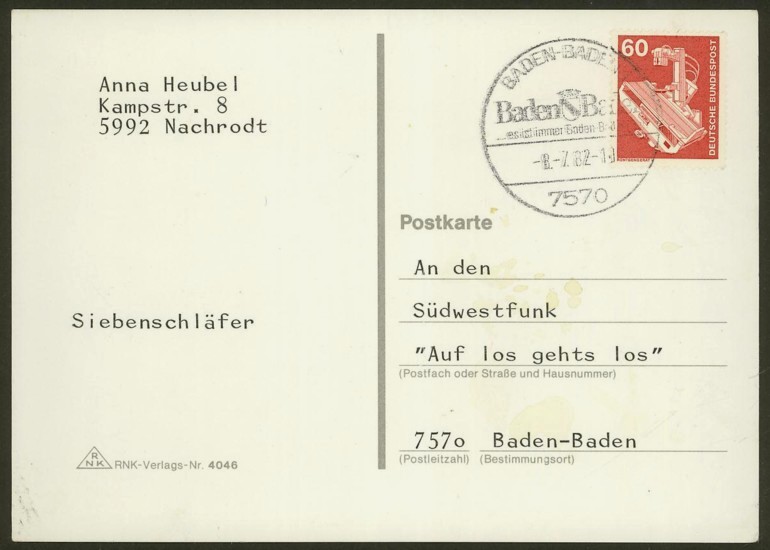 Anna Heubel
Kampstr. 8
5992 Nachrodt
Siebenschläfer
R
NK
RNK-Verlags-Nr. 4046
BADEN-BADEN
Baden Ba
Baden-B
-8.-7.82-1
7570
60
DEUTSCHE BUNDESPOST
Postkarte
An den
Südwestfunk
"Auf los gehts los"
(Postfach oder Straße und Hausnummer)
757o Baden-Baden
(Postleitzahl) (Bestimmungsort)